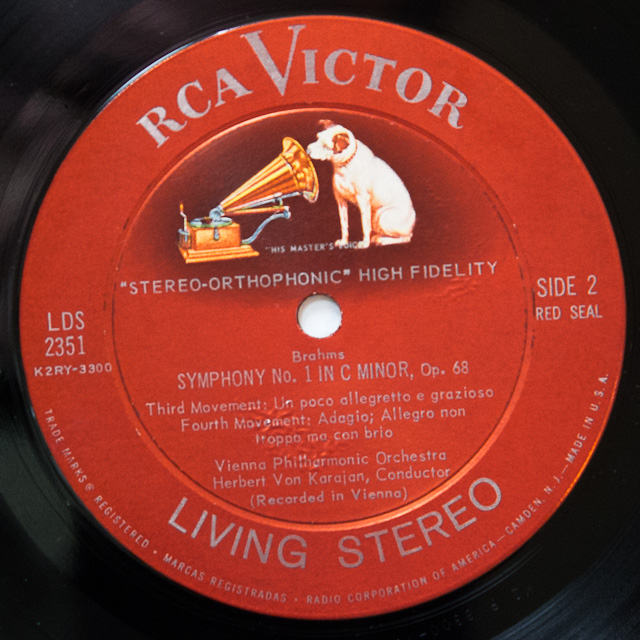 RCA VICTOR
"HIS MASTER'S VOICE"
"STEREO-ORTHOPHONIC" HIGH FIDELITY
LDS
2351
K2RY-3300
SIDE 2
RED SEAL
Brahms
SYMPHONY No. 1 IN C MINOR, Op. 68
Third Movement: Un poco allegretto e grazioso
Fourth Movement: Adagio; Allegro non
troppo ma con brio
Vienna Philharmonic Orchestra
Herbert Von Karajan, Conductor
(Recorded in Vienna)
LIVING STEREO
TRADE MARKS ® REGISTERED • MARCAS REGISTRADAS • RADIO CORPORATION OF AMERICA—CAMDEN, N. J.—MADE IN U.S.A.